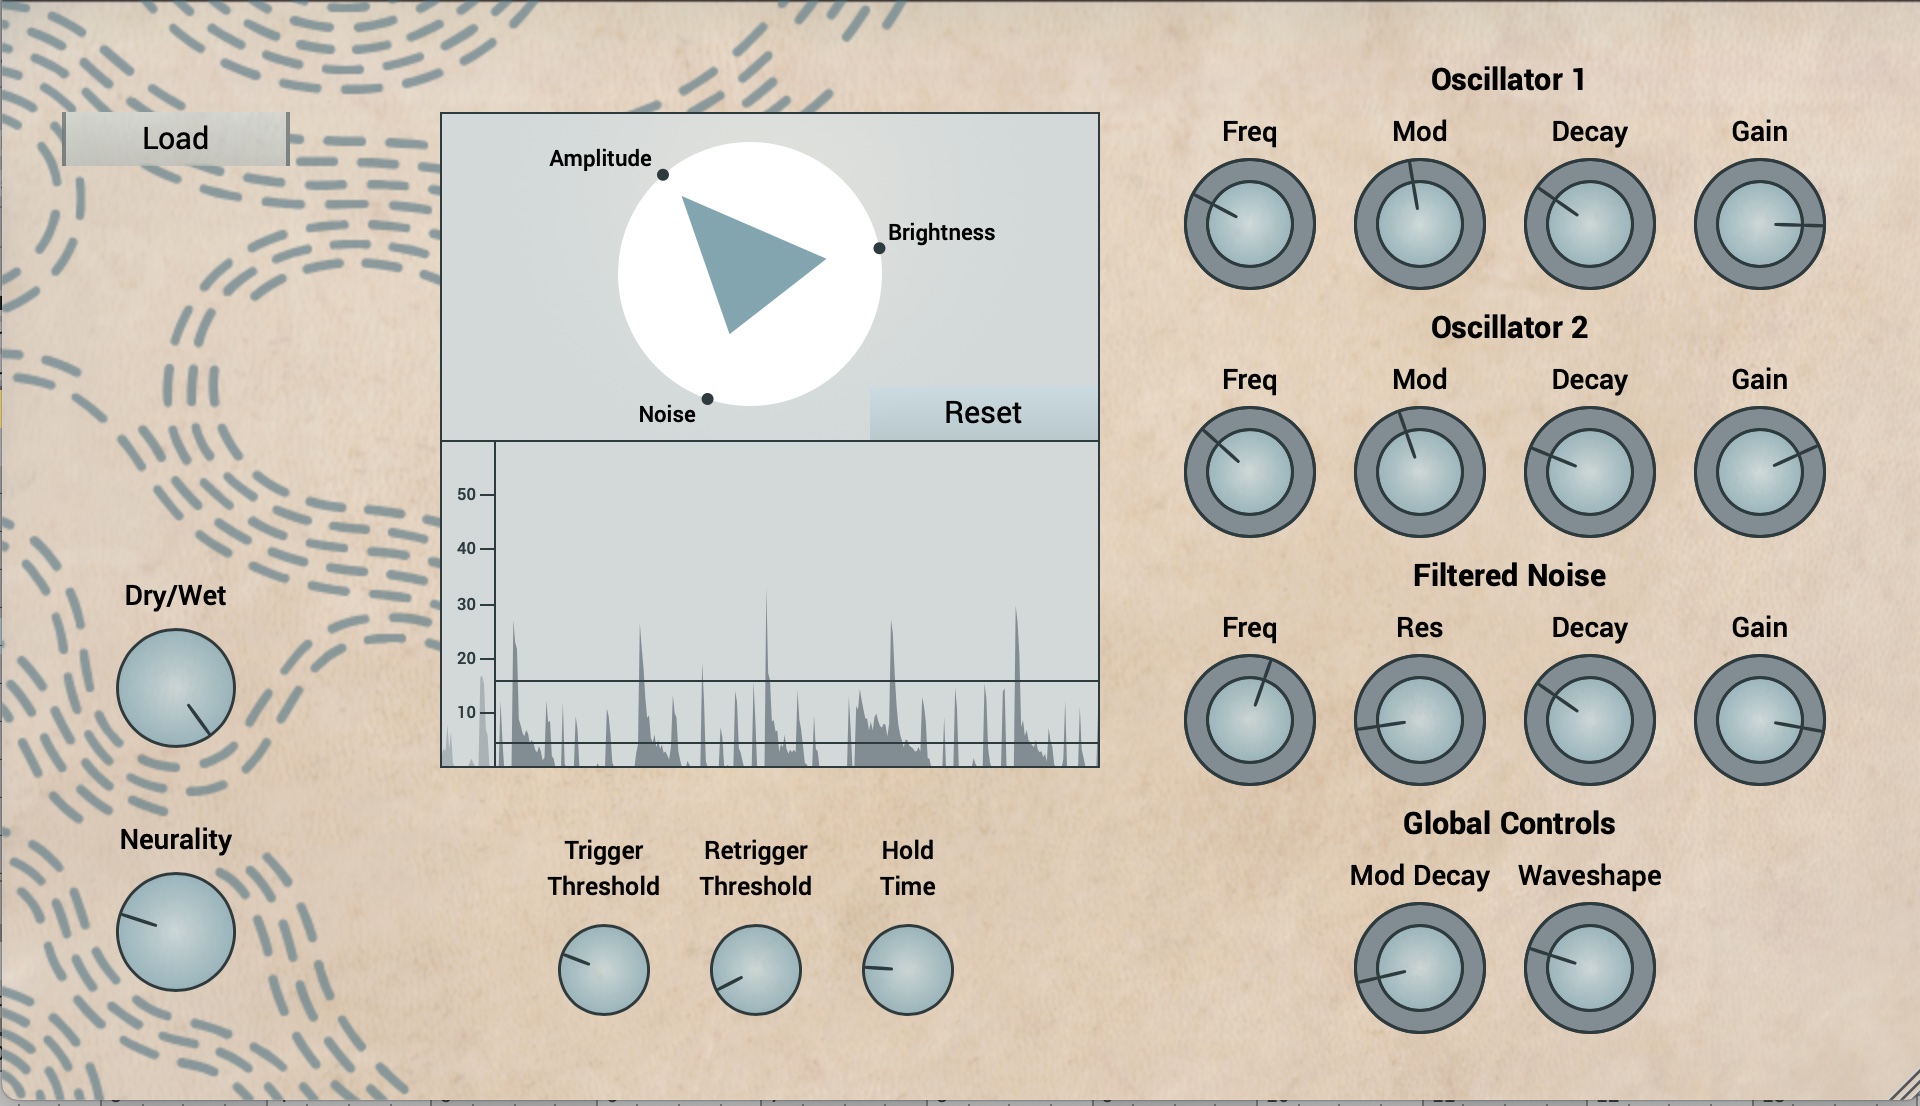 Load
Amplitude
Brightness
Noise
Reset
50
40
30
20
10
Dry/Wet
Neurality
Trigger
Threshold
Retrigger
Threshold
Hold
Time
Oscillator 1
Freq Mod Decay Gain
Oscillator 2
Freq Mod Decay Gain
Filtered Noise
Freq Res Decay Gain
Global Controls
Mod Decay Waveshape